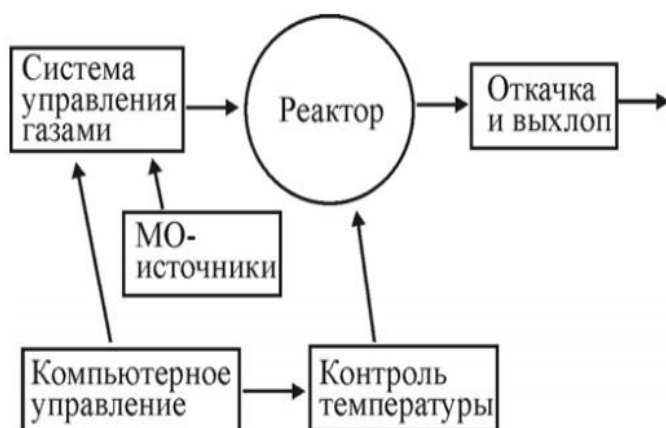 Система
управления
газами
Реактор
Откачка
и выхлоп
МО-
источники
Компьютерное
управление
Контроль
температуры